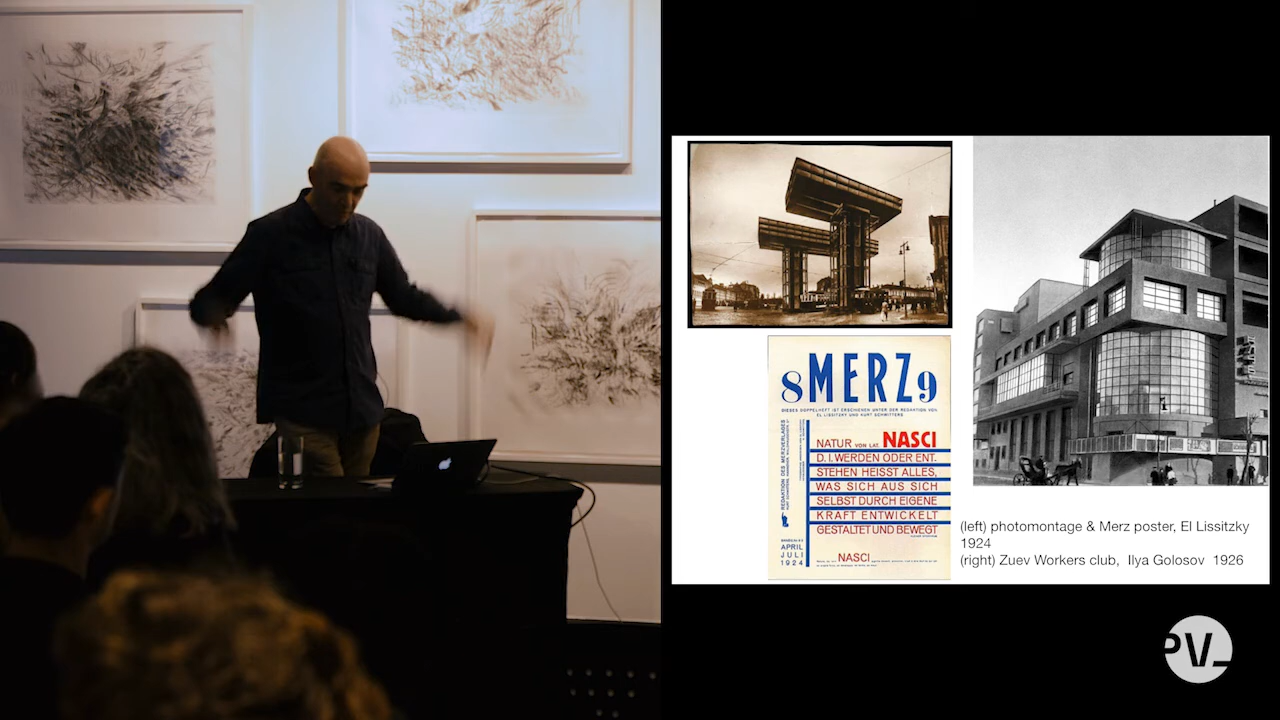 8MERZ9
DIESES DOPPELHEFT IST ERSCHIENEN UNTER DER REDAKTION VON
EL LISSITZKY UND KURT SCHWITTERS
NATUR VON LAT. NASCI
D. I. WERDEN ODER ENT.
STEHEN HEISST ALLES,
WAS SICH AUS SICH
SELBST DURCH EIGENE
KRAFT ENTWICKELT
GESTALTET UND BEWEGT
APRIL
JULI
1924
NASCI
(left) photomontage & Merz poster, El Lissitzky
1924
(right) Zuev Workers club, Ilya Golosov 1926
PV_